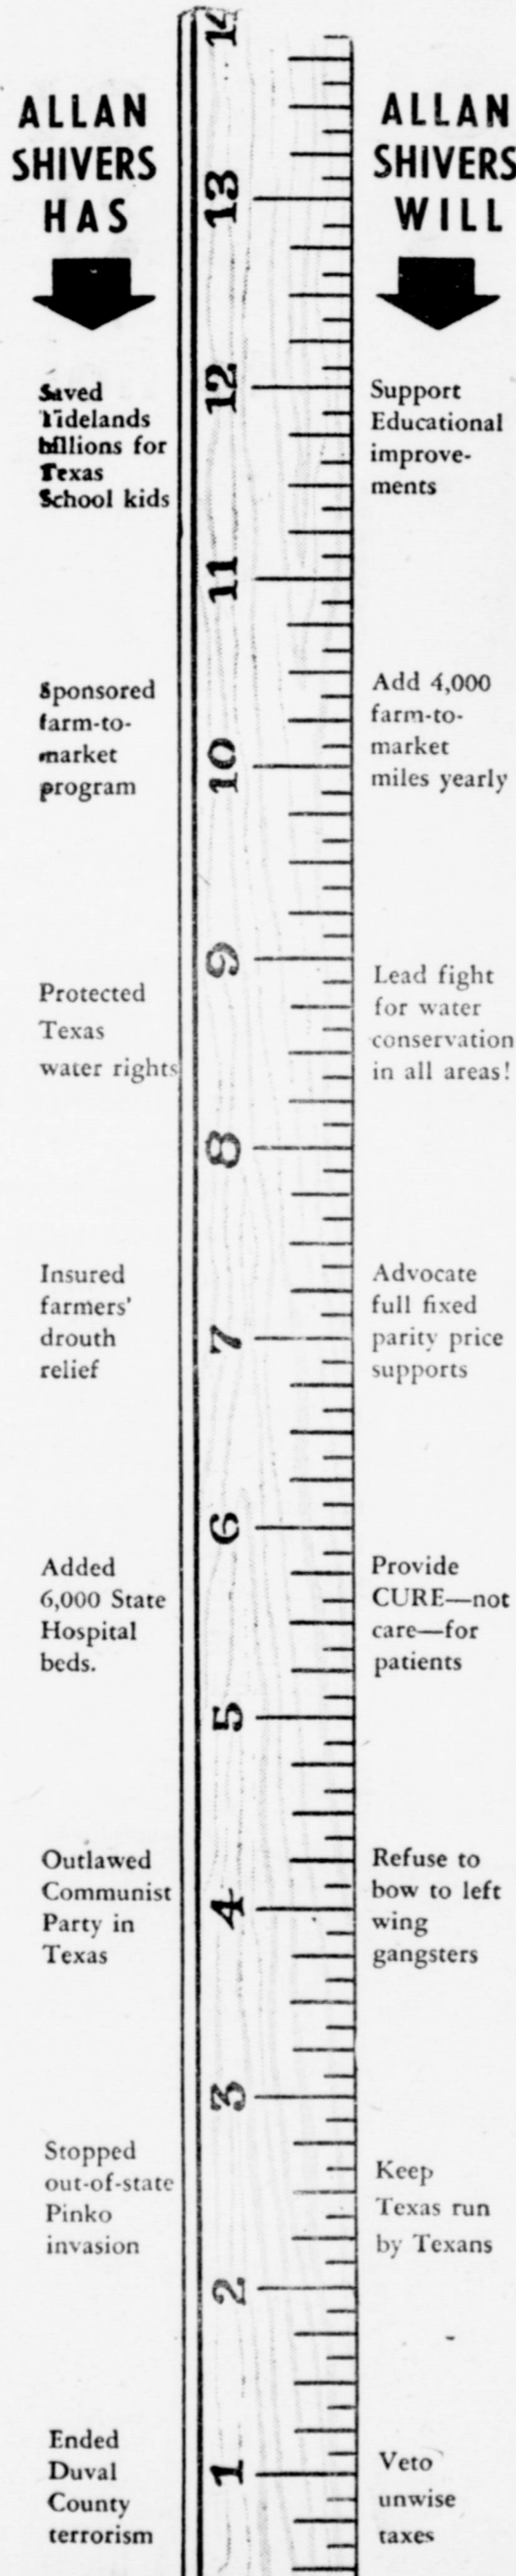 ALLAN
SHIVERS
HAS
Saved
Tidelands
billions for
Texas
School kids
Sponsored
farm-to-
market
program
Protected
Texas
water rights
Insured
farmers'
drouth
relief
Added
6,000 State
Hospital
beds.
Outlawed
Communist
Party in
Texas
Stopped
out-of-state
Pinko
invasion
Ended
Duval
County
terrorism
14
13
12
11
10
9
8
7
6
5
4
3
2
1
ALLAN
SHIVERS
WILL
Support
Educational
improve-
ments
Add 4,000
farm-to-
market
miles yearly
Lead fight
for water
conservation
in all areas!
Advocate
full fixed
parity price
supports
Provide
CURE—not
care—for
patients
Refuse to
bow to left
wing
gangsters
Keep
Texas run
by Texans
Veto
unwise
taxes